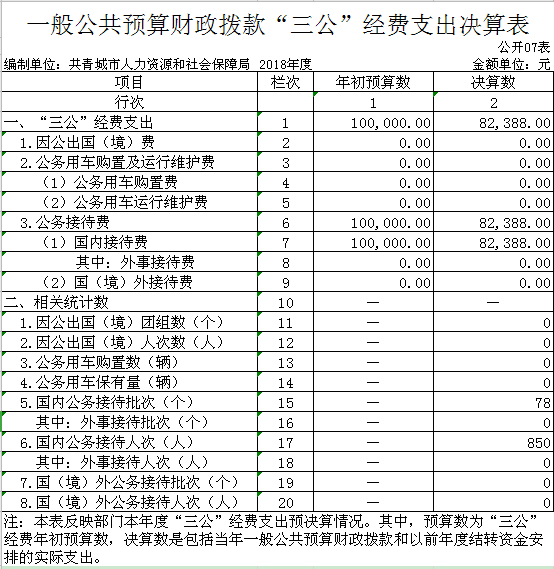 一般公共预算财政拨款“三公”经费支出决算表
公开07表
编制单位：共青城市人力资源和社会保障局 2018年度 金额单位：元
项目 栏次 年初预算数 决算数
行次 1 2
一、“三公”经费支出 1 100,000.00 82,388.00
1.因公出国（境）费 2 0.00 0.00
2.公务用车购置及运行维护费 3 0.00 0.00
（1）公务用车购置费 4 0.00 0.00
（2）公务用车运行维护费 5 0.00 0.00
3.公务接待费 6 100,000.00 82,388.00
（1）国内接待费 7 100,000.00 82,388.00
其中：外事接待费 8 0.00 0.00
（2）国（境）外接待费 9 0.00 0.00
二、相关统计数 10 — —
1.因公出国（境）团组数（个） 11 — 0
2.因公出国（境）人次数（人） 12 — 0
3.公务用车购置数（辆） 13 — 0
4.公务用车保有量（辆） 14 — 0
5.国内公务接待批次（个） 15 — 78
其中：外事接待批次（个） 16 — 0
6.国内公务接待人次（人） 17 — 850
其中：外事接待人次（人） 18 — 0
7.国（境）外公务接待批次（个） 19 — 0
8.国（境）外公务接待人次（人） 20 — 0
注：本表反映部门本年度“三公”经费支出预决算情况。其中，预算数为“三公”
经费年初预算数，决算数是包括当年一般公共预算财政拨款和以前年度结转资金安
排的实际支出。